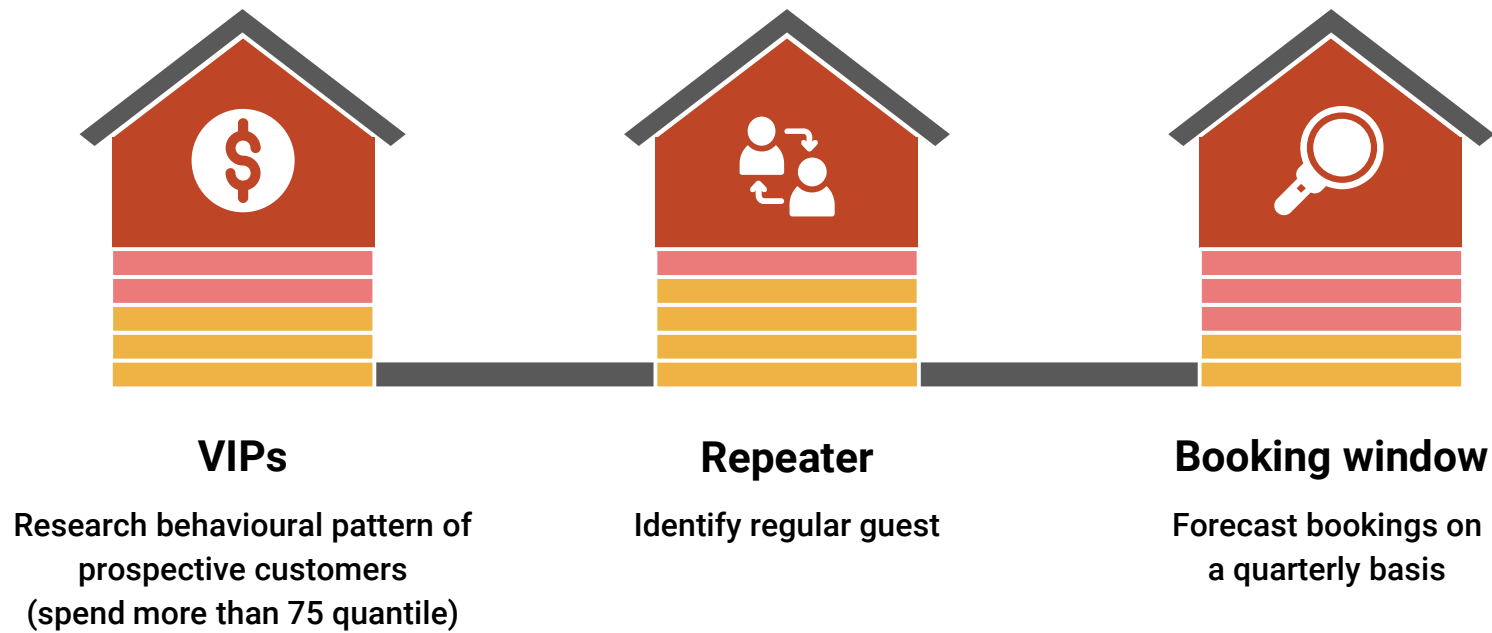 VIPs
Research behavioural pattern of
prospective customers
(spend more than 75 quantile)
Repeater
Identify regular guest
Booking window
Forecast bookings on
a quarterly basis